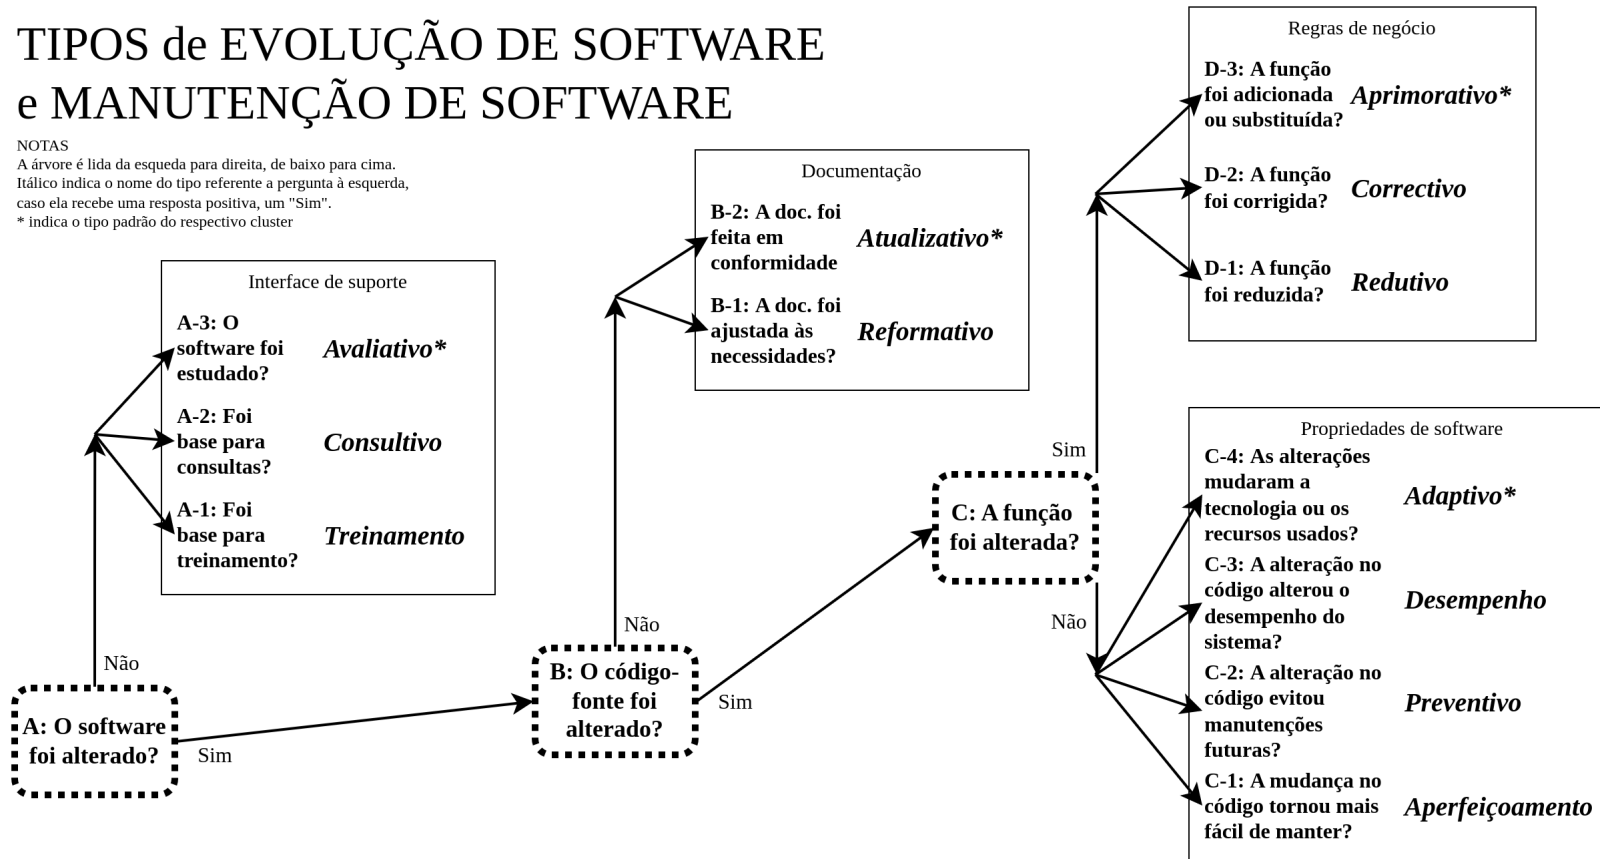 TIPOS de EVOLUÇÃO DE SOFTWARE
e MANUTENÇÃO DE SOFTWARE
NOTAS
A árvore é lida da esqueda para direita, de baixo para cima.
Itálico indica o nome do tipo referente a pergunta à esquerda,
caso ela recebe uma resposta positiva, um "Sim".
* indica o tipo padrão do respectivo cluster
Interface de suporte
A-3: O
software foi
estudado?
Avaliativo*
A-2: Foi
base para
consultas?
Consultivo
A-1: Foi
base para
treinamento?
Treinamento
Não
A: O software
foi alterado?
Sim
Documentação
B-2: A doc. foi
feita em
conformidade
Atualizativo*
B-1: A doc. foi
ajustada às
necessidades?
Reformativo
Não
B: O código-
fonte foi
alterado?
Sim
Regras de negócio
D-3: A função
foi adicionada
ou substituída?
Aprimorativo*
D-2: A função
foi corrigida?
Correctivo
D-1: A função
foi reduzida?
Redutivo
Sim
C: A função
foi alterada?
Não
Propriedades de software
C-4: As alterações
mudaram a
tecnologia ou os
recursos usados?
Adaptivo*
C-3: A alteração no
código alterou o
desempenho do
sistema?
Desempenho
C-2: A alteração no
código evitou
manutenções
futuras?
Preventivo
C-1: A mudança no
código tornou mais
fácil de manter?
Aperfeiçoamento